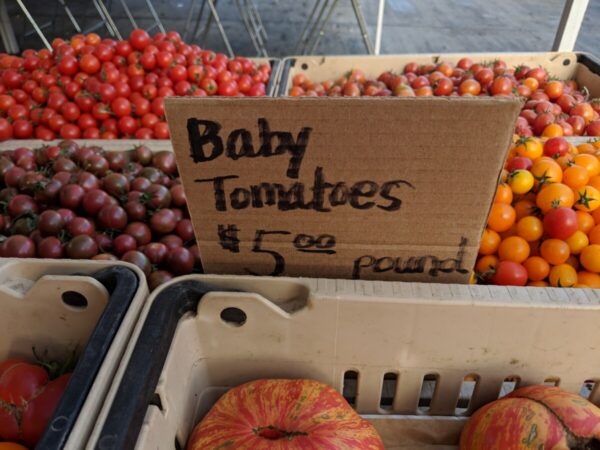 Baby
Tomatoes
$5.00
pound